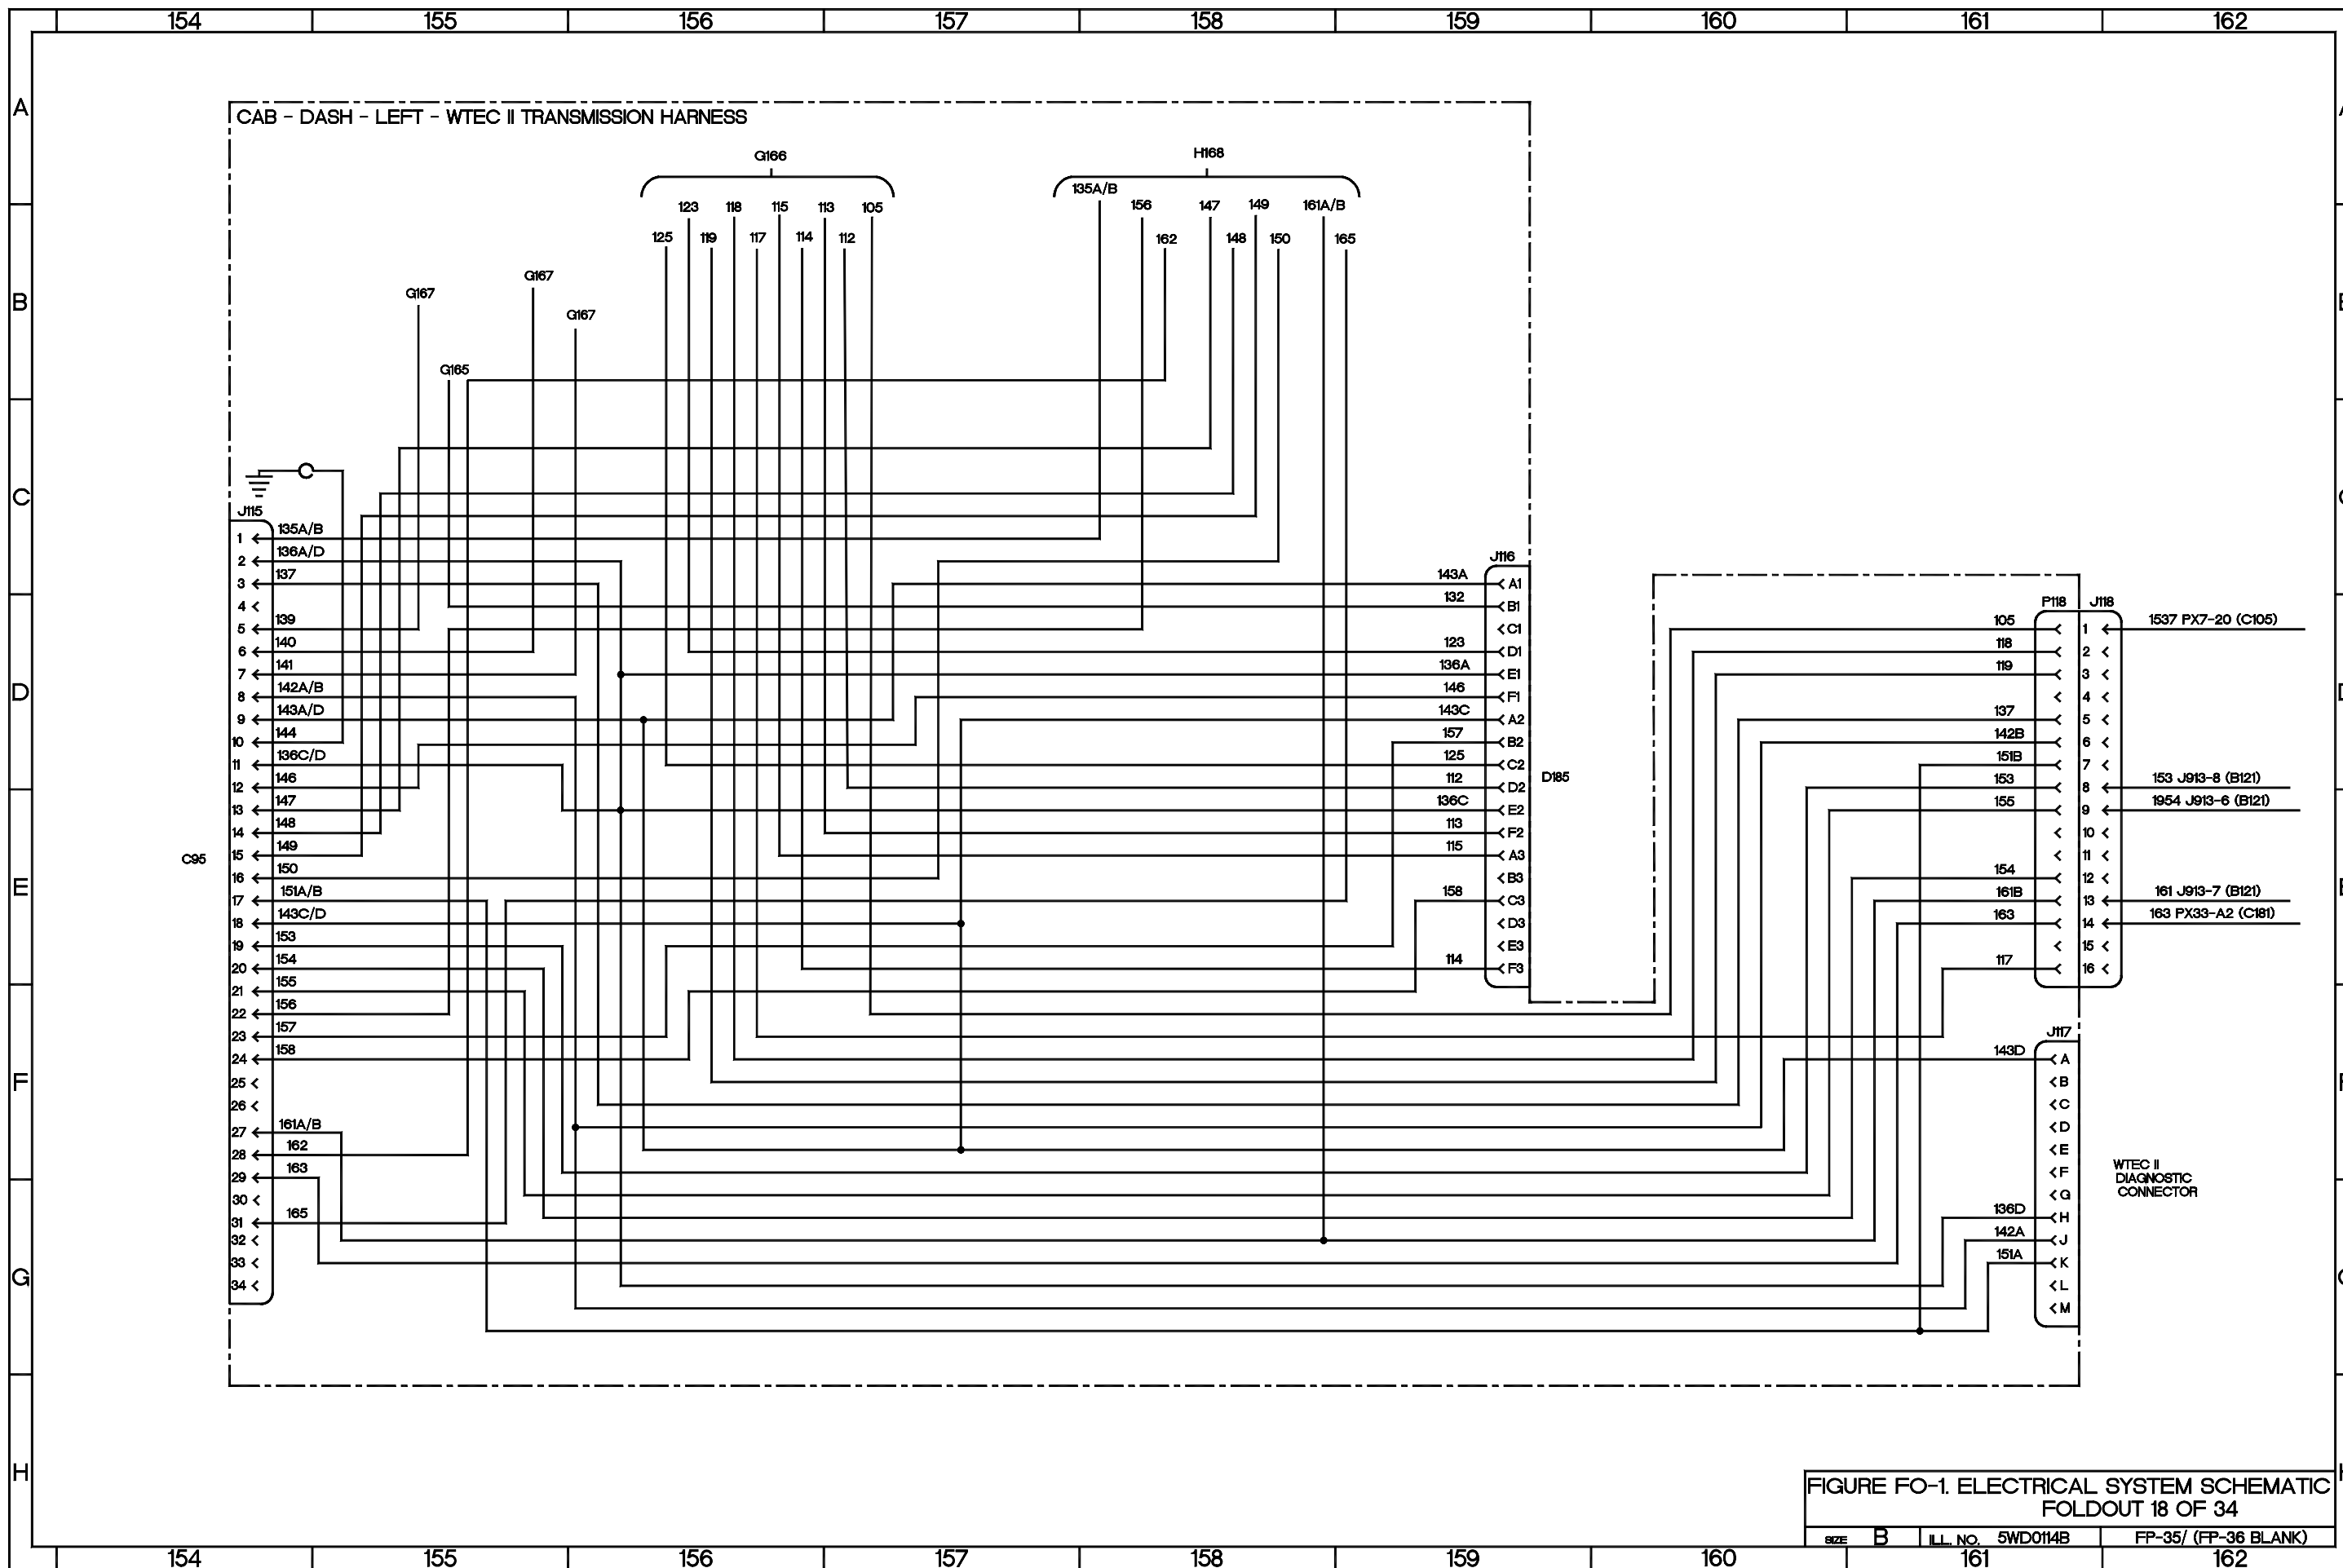 154 155 156 157 158 159 160 161 162
A
CAB - DASH - LEFT - WTEC II TRANSMISSION HARNESS
G166
H168
135A/B
123 118 115 113 105
156 147 149 161A/B
125 119 117 114 112
162 148 150 165
B
G167
G167
G167
G165
C
J115
1 135A/B
2 136A/D
3 137
4
5 139
6 140
7 141
8 142A/B
9 143A/D
10 144
11 136C/D
12 146
13 147
14 148
15 149
16 150
17 151A/B
18 143C/D
19 153
20 154
21 155
22 156
23 157
24 158
25
26
27 161A/B
28 162
29 163
30
31 165
32
33
34
C95
J116
143A A1
132 B1
C1
123 D1
136A E1
146 F1
143C A2
157 B2
125 C2
112 D2
136C E2
113 F2
115 A3
B3
158 C3
D3
E3
114 F3
D185
P118 J118
105 1 1537 PX7-20 (C105)
118 2
119 3
4
137 5
142B 6
151B 7
153 8 153 J913-8 (B121)
155 9 1954 J913-6 (B121)
10
11
154 12
161B 13 161 J913-7 (B121)
163 14 163 PX33-A2 (C181)
15
117 16
J117
143D A
B
C
D
E
F
G
136D H
142A J
151A K
L
M
WTEC II
DIAGNOSTIC
CONNECTOR
D
E
F
G
H
FIGURE FO-1. ELECTRICAL SYSTEM SCHEMATIC
FOLDOUT 18 OF 34
SIZE B ILL. NO. 5WD0114B FP-35/ (FP-36 BLANK)
154 155 156 157 158 159 160 161 162